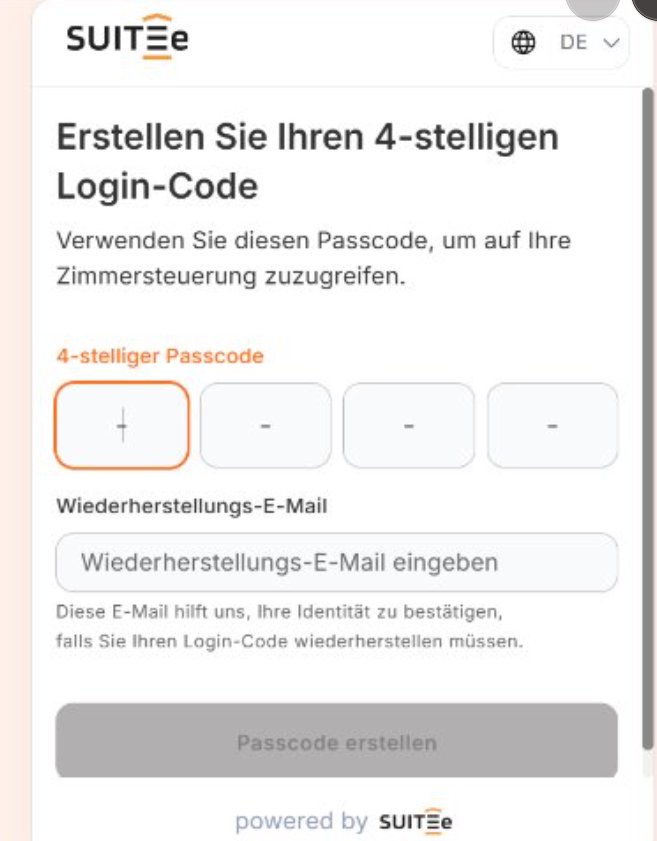 SUITEe
DE
Erstellen Sie Ihren 4-stelligen
Login-Code
Verwenden Sie diesen Passcode, um auf Ihre
Zimmersteuerung zuzugreifen.
4-stelliger Passcode
- - - -
Wiederherstellungs-E-Mail
Wiederherstellungs-E-Mail eingeben
Diese E-Mail hilft uns, Ihre Identität zu bestätigen,
falls Sie Ihren Login-Code wiederherstellen müssen.
Passcode erstellen
powered by SUITEe